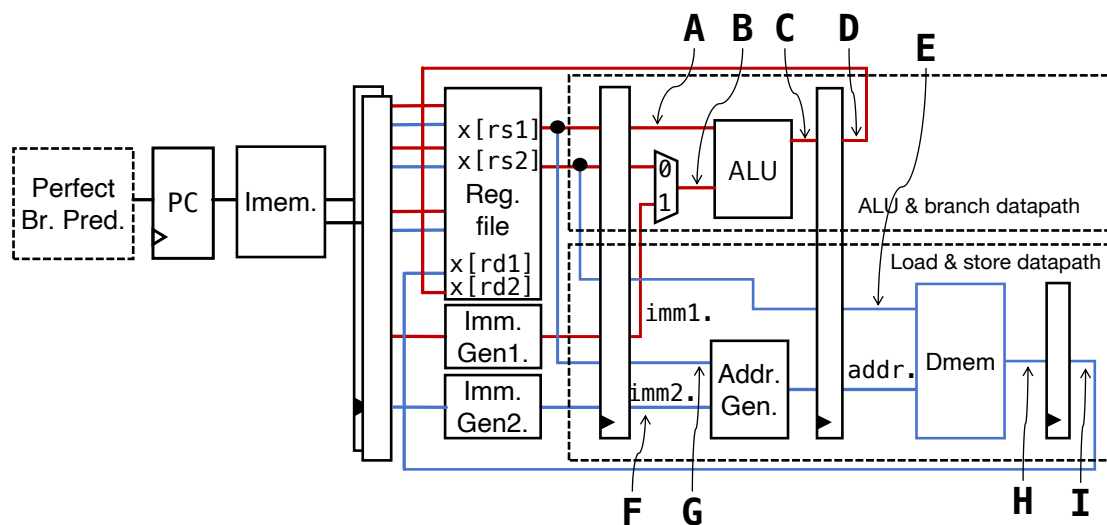 A
B
C
D
E
Perfect
Br. Pred.
PC
Imem.
x[rs1]
x[rs2]
Reg.
file
x[rd1]
x[rd2]
0
1
ALU
ALU & branch datapath
Load & store datapath
Imm.
Gen1.
imm1.
Imm.
Gen2.
imm2.
Addr.
Gen.
addr.
Dmem
F
G
H
I